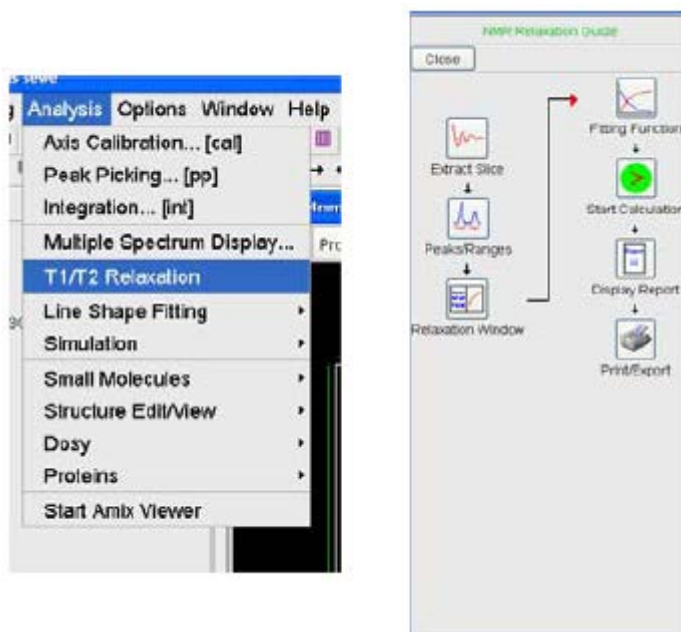 Analysis Options Window Help
Axis Calibration... [cal]
Peak Picking... [pp]
Integration... [int]
Multiple Spectrum Display...
T1/T2 Relaxation
Line Shape Fitting
Simulation
Small Molecules
Structure Edit/View
Dosy
Proteins
Start Amix Viewer
NMR Relaxation Guide
Close
Extract Slice
Peaks/Ranges
Relaxation Window
Fitting Function
Start Calculation
Display Report
Print/Export